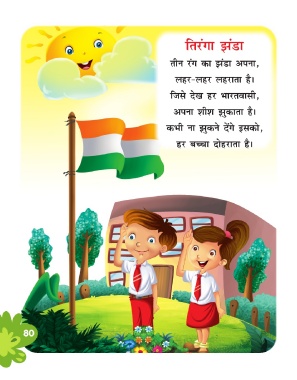 तिरंगा झंडा
तीन रंग का झंडा अपना,
लहर-लहर लहराता है।
जिसे देख हर भारतवासी,
अपना शीश झुकाता है।
कभी ना झुकने देंगे इसको,
हर बच्चा दोहराता है।
80